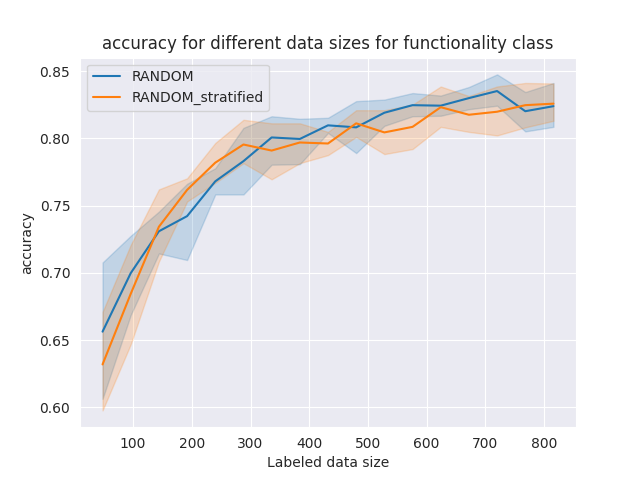 accuracy for different data sizes for functionality class
RANDOM
RANDOM_stratified
0.85
0.80
0.75
0.70
0.65
0.60
accuracy
100 200 300 400 500 600 700 800
Labeled data size